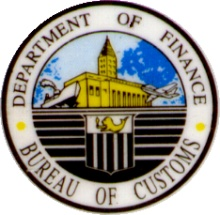 DEPARTMENT OF FINANCE
BUREAU OF CUSTOMS